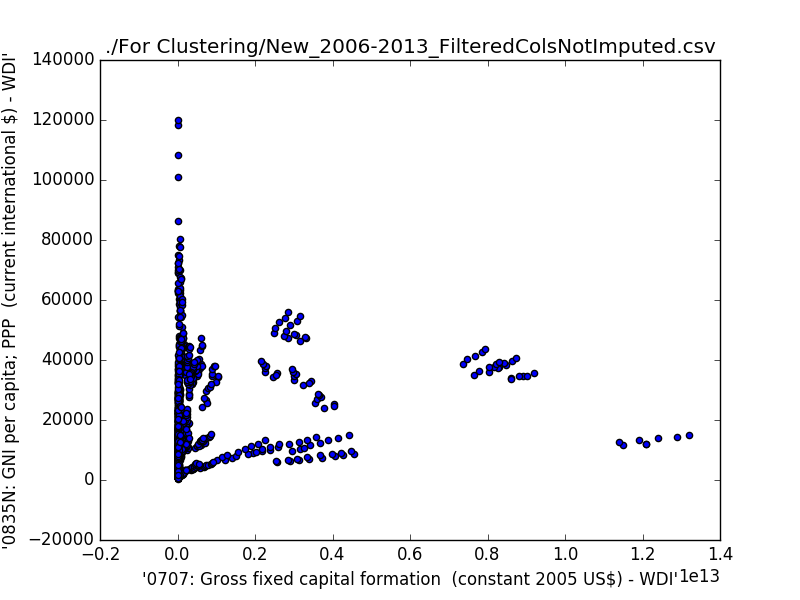 ./For Clustering/New_2006-2013_FilteredColsNotImputed.csv
140000
120000
100000
80000
60000
40000
20000
0
−20000
'0835N: GNI per capita; PPP  (current international $) - WDI'
−0.2 0.0 0.2 0.4 0.6 0.8 1.0 1.2 1.4
1e13
'0707: Gross fixed capital formation  (constant 2005 US$) - WDI'